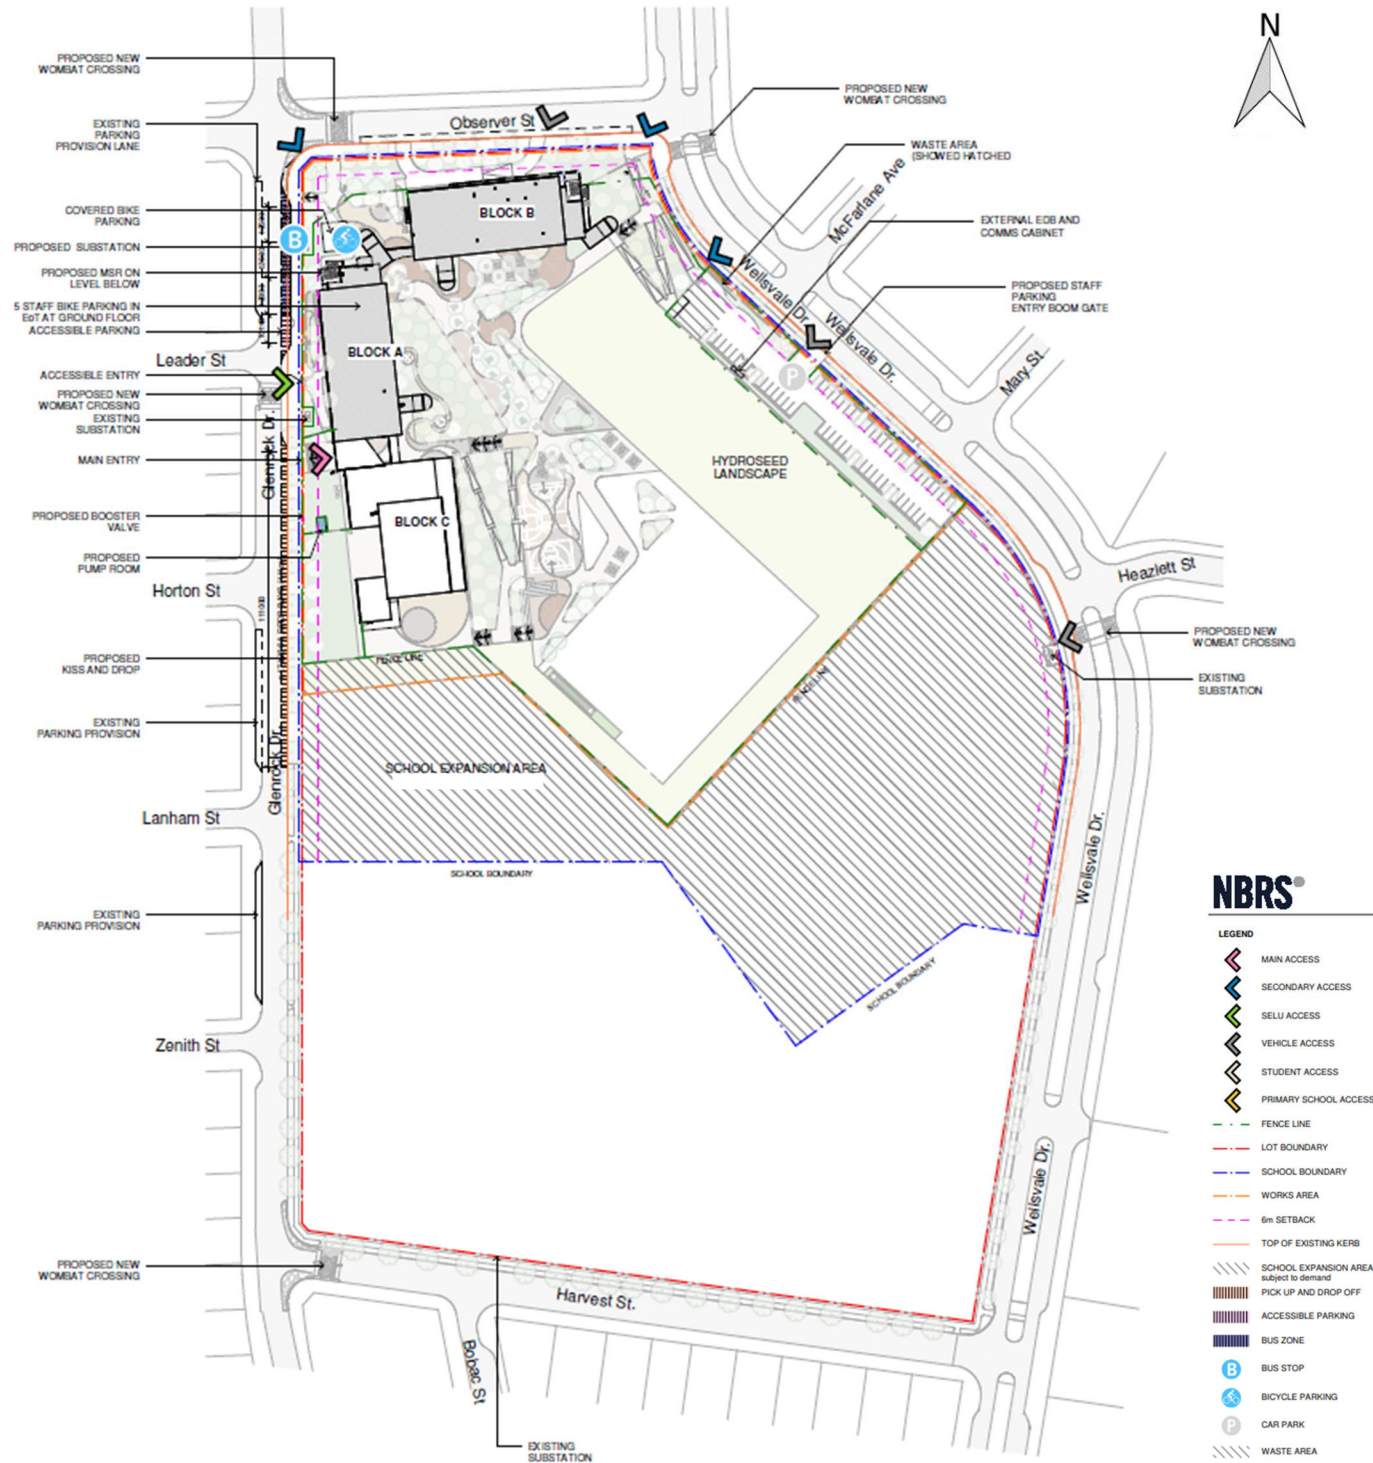 N
PROPOSED NEW
WOMBAT CROSSING
EXISTING
PARKING
PROVISION LANE
COVERED BIKE
PARKING
PROPOSED SUBSTATION
PROPOSED MSR ON
LEVEL BELOW
5 STAFF BIKE PARKING IN
EoT AT GROUND FLOOR
ACCESSIBLE PARKING
Leader St
ACCESSIBLE ENTRY
PROPOSED NEW
WOMBAT CROSSING
EXISTING
SUBSTATION
MAIN ENTRY
PROPOSED BOOSTER
VALVE
PROPOSED
PUMP ROOM
Horton St
PROPOSED
KISS AND DROP
EXISTING
PARKING PROVISION
Lanham St
EXISTING
PARKING PROVISION
Zenith St
PROPOSED NEW
WOMBAT CROSSING
Glenrock Dr.
Glenrock Dr.
Observer St
B
BLOCK B
BLOCK A
BLOCK C
HYDROSEED
LANDSCAPE
P
FENCE LINE
FENCE LINE
SCHOOL EXPANSION AREA
SCHOOL BOUNDARY
SCHOOL BOUNDARY
PROPOSED NEW
WOMBAT CROSSING
WASTE AREA
(SHOWED HATCHED
McFarlane Ave
EXTERNAL EDB AND
COMMS CABINET
PROPOSED STAFF
PARKING
ENTRY BOOM GATE
Wellsvale Dr.
Wellsvale Dr.
Mary St.
Heazlett St
PROPOSED NEW
WOMBAT CROSSING
EXISTING
SUBSTATION
Wellsvale Dr.
Wellsvale Dr.
Harvest St.
Bobac St
EXISTING
SUBSTATION
NBRS
LEGEND
MAIN ACCESS
SECONDARY ACCESS
SELU ACCESS
VEHICLE ACCESS
STUDENT ACCESS
PRIMARY SCHOOL ACCESS
FENCE LINE
LOT BOUNDARY
SCHOOL BOUNDARY
WORKS AREA
6m SETBACK
TOP OF EXISTING KERB
SCHOOL EXPANSION AREA
subject to demand
PICK UP AND DROP OFF
ACCESSIBLE PARKING
BUS ZONE
B BUS STOP
BICYCLE PARKING
P CAR PARK
WASTE AREA